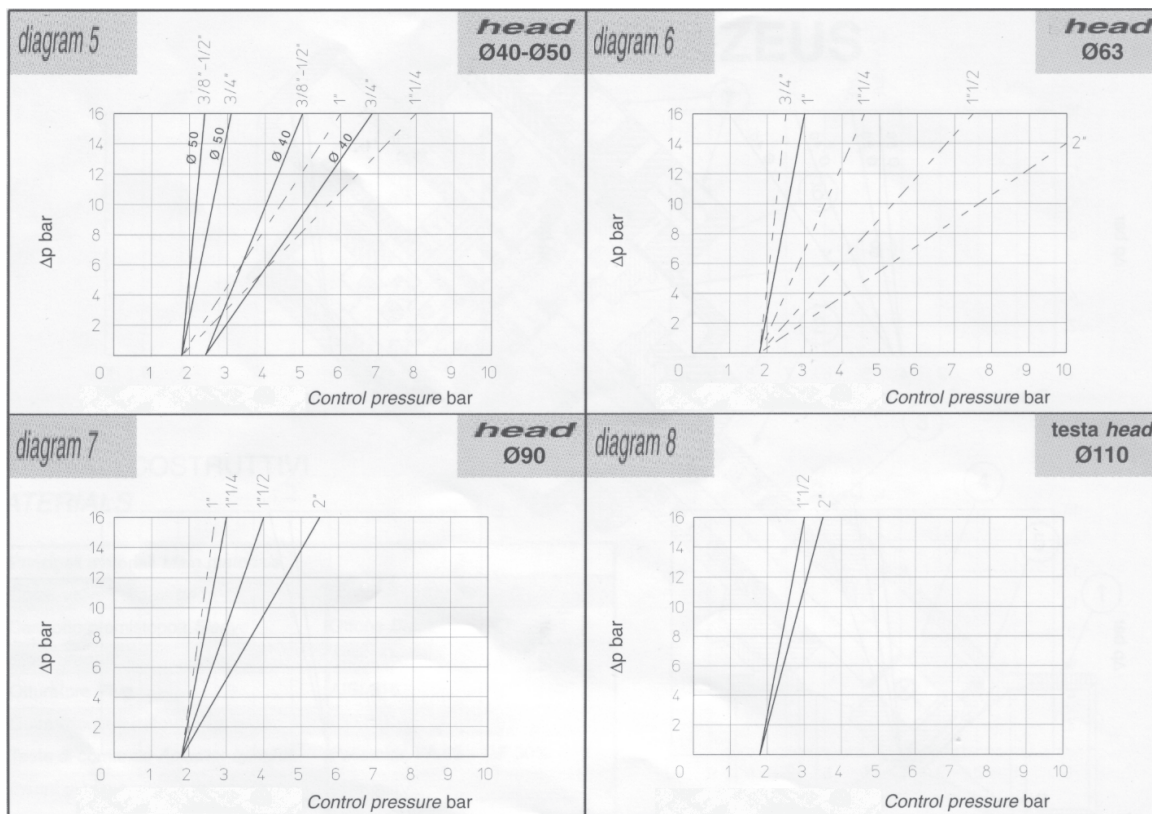 diagram 5
head
Ø40-Ø50
3/8"-1/2"
3/4"
3/8"-1/2"
1"
3/4"
1"1/4
16
14
12
10
8
6
4
2
Δp bar
Ø 50
Ø 50
Ø 40
Ø 40
0 1 2 3 4 5 6 7 8 9 10
Control pressure bar
diagram 6
head
Ø63
ZEUS
3/4"
1"
1"1/4
1"1/2
2"
16
14
12
10
8
6
4
2
Δp bar
0 1 2 3 4 5 6 7 8 9 10
Control pressure bar
diagram 7
head
Ø90
COSTRUTTIVI
1"
1"1/4
1"1/2
2"
16
14
12
10
8
6
4
2
Δp bar
0 1 2 3 4 5 6 7 8 9 10
Control pressure bar
diagram 8
testa head
Ø110
1"1/2
2"
16
14
12
10
8
6
4
2
Δp bar
0 1 2 3 4 5 6 7 8 9 10
Control pressure bar